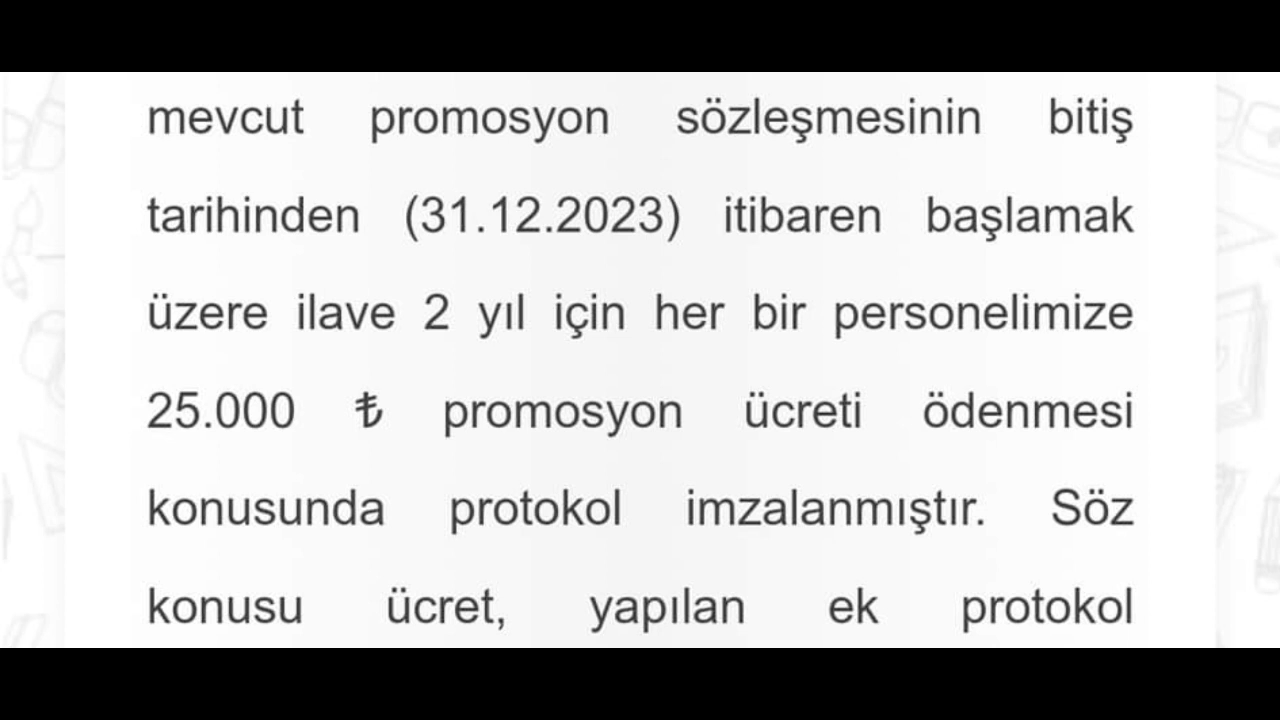 mevcut promosyon sözleşmesinin bitiş
tarihinden (31.12.2023) itibaren başlamak
üzere ilave 2 yıl için her bir personelimize
25.000 ₺ promosyon ücreti ödenmesi
konusunda protokol imzalanmıştır. Söz
konusu ücret, yapılan ek protokol